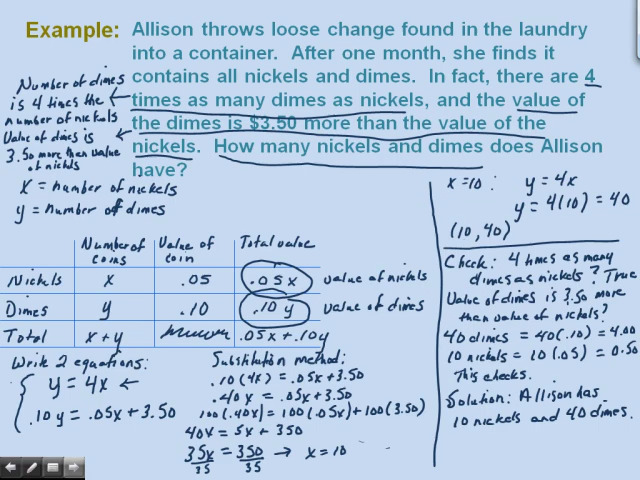 Example: Allison throws loose change found in the laundry
into a container. After one month, she finds it
contains all nickels and dimes. In fact, there are 4
times as many dimes as nickels, and the value of
the dimes is $3.50 more than the value of the
nickels. How many nickels and dimes does Allison
have?
Number of dimes
is 4 times the ←
number of nickels
Value of dimes is ←
3.50 more than value
of nickels
x = number of nickels
y = number of dimes
Number of coins | Value of coin | Total value
Nickels | x | .05 | .05x | value of nickels
Dimes | y | .10 | .10y | value of dimes
Total | x + y | .05x + .10y
Write 2 equations:
y = 4x ←
.10y = .05x + 3.50
Substitution method:
.10(4x) = .05x + 3.50
.40x = .05x + 3.50
100(.40x) = 100(.05x) + 100(3.50)
40x = 5x + 350
35x/35 = 350/35 → x = 10
x = 10: y = 4x
y = 4(10) = 40
(10, 40)
Check: 4 times as many
dimes as nickels? True
Value of dimes is 3.50 more
than value of nickels?
40 dimes = 40(.10) = 4.00
10 nickels = 10(.05) = 0.50
This checks.
Solution: Allison has
10 nickels and 40 dimes.